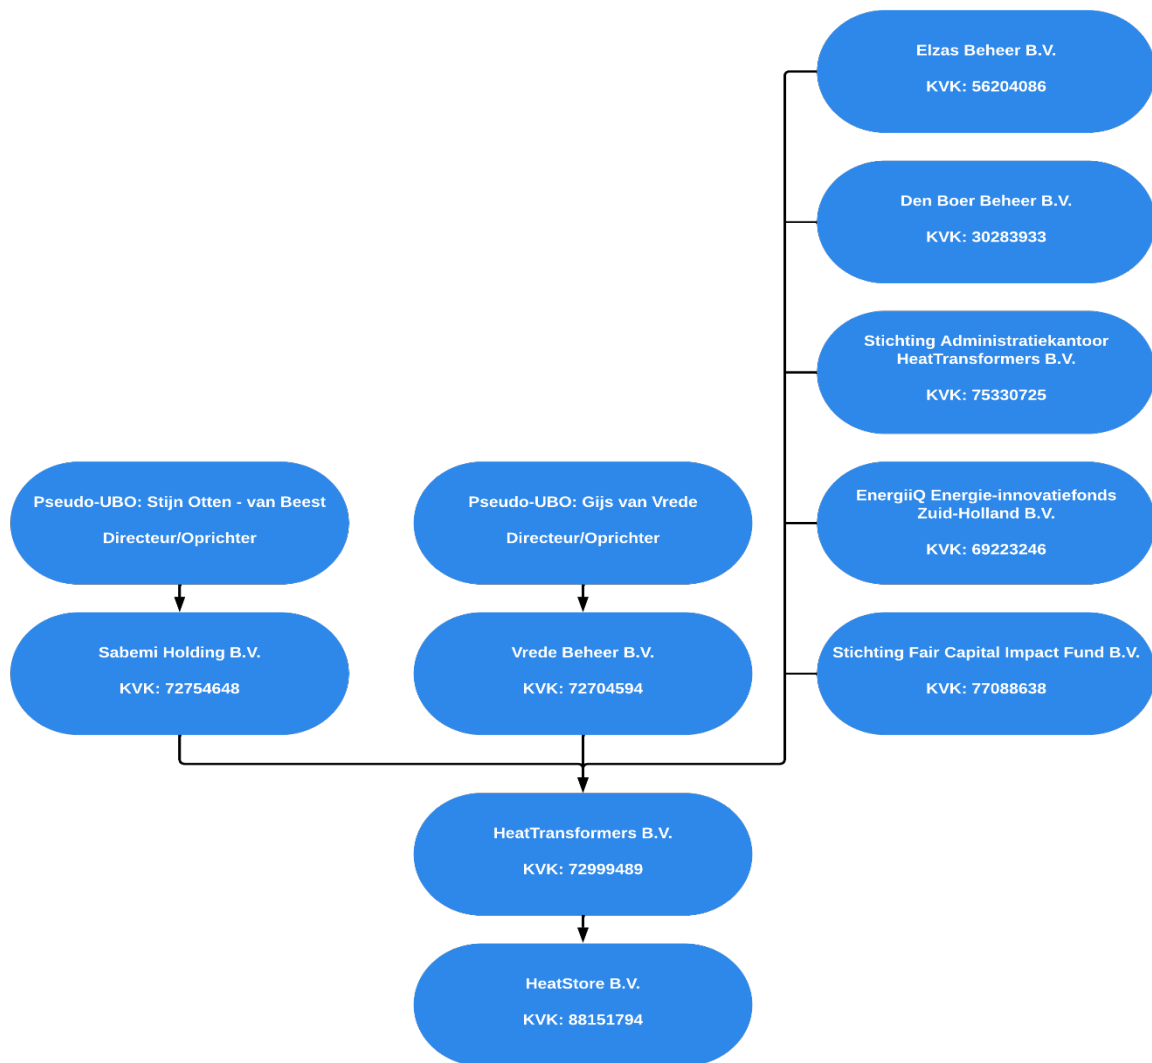 Elzas Beheer B.V.
KVK: 56204086
Den Boer Beheer B.V.
KVK: 30283933
Stichting Administratiekantoor
HeatTransformers B.V.
KVK: 75330725
EnergiiQ Energie-innovatiefonds
Zuid-Holland B.V.
KVK: 69223246
Stichting Fair Capital Impact Fund B.V.
KVK: 77088638
Pseudo-UBO: Stijn Otten - van Beest
Directeur/Oprichter
Pseudo-UBO: Gijs van Vrede
Directeur/Oprichter
Sabemi Holding B.V.
KVK: 72754648
Vrede Beheer B.V.
KVK: 72704594
HeatTransformers B.V.
KVK: 72999489
HeatStore B.V.
KVK: 88151794